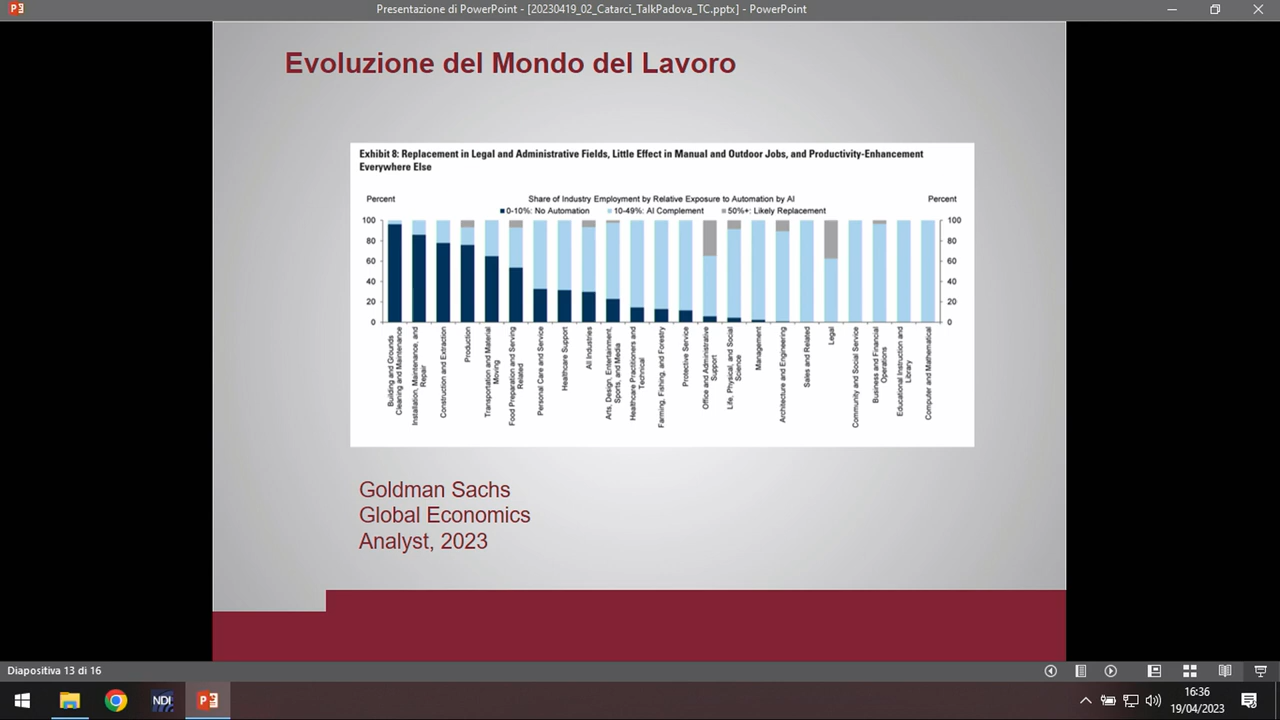 Presentazione di PowerPoint - [20230419_02_Catarci_TalkPadova_TC.pptx] - PowerPoint
Evoluzione del Mondo del Lavoro
Exhibit 8: Replacement in Legal and Administrative Fields, Little Effect in Manual and Outdoor Jobs, and Productivity-Enhancement
Everywhere Else
Percent
Share of Industry Employment by Relative Exposure to Automation by AI
Percent
0-10%: No Automation
10-49%: AI Complement
50%+: Likely Replacement
100
80
60
40
20
0
100
80
60
40
20
0
Building and Grounds
Cleaning and Maintenance
Installation, Maintenance, and
Repair
Construction and Extraction
Production
Transportation and Material
Moving
Food Preparation and Serving
Related
Personal Care and Service
Healthcare Support
All Industries
Arts, Design, Entertainment,
Sports, and Media
Healthcare Practitioners and
Technical
Farming, Fishing, and Forestry
Protective Service
Office and Administrative
Support
Life, Physical, and Social
Science
Management
Architecture and Engineering
Sales and Related
Legal
Community and Social Service
Business and Financial
Operations
Educational Instruction and
Library
Computer and Mathematical
Goldman Sachs
Global Economics
Analyst, 2023
Diapositiva 13 di 16
NDI
16:36
19/04/2023